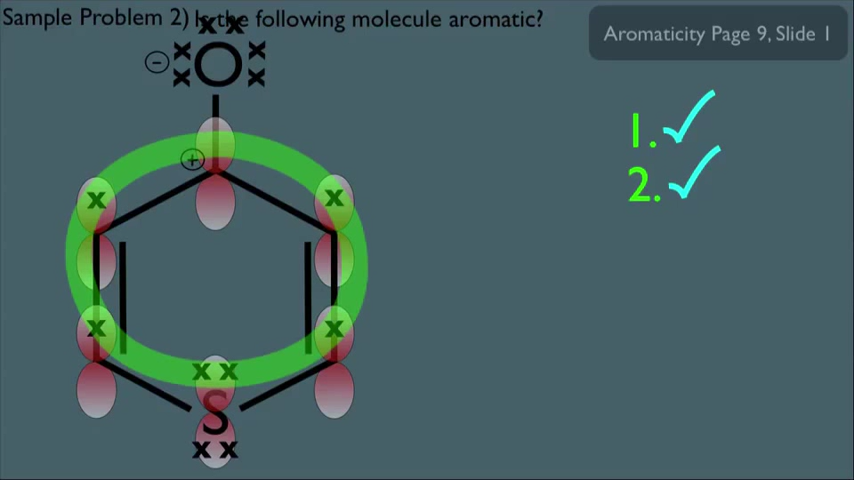 Sample Problem 2) Is the following molecule aromatic?
Aromaticity Page 9, Slide 1
x x
⊖ x x O x x
⊕
x x
x x
x x
S
x x
1. ✓
2. ✓